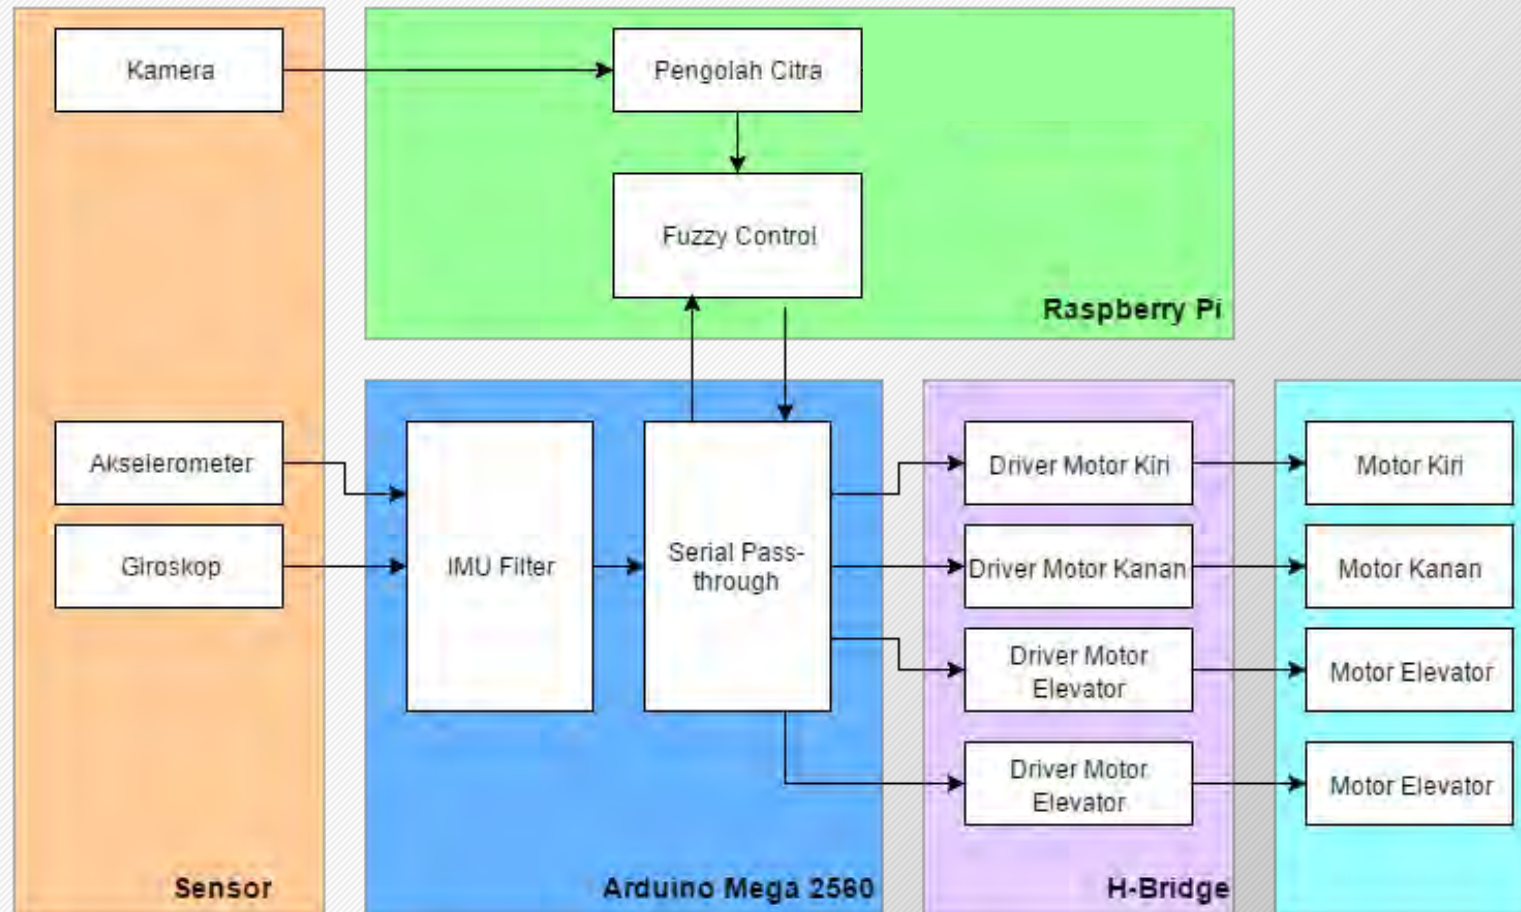 Kamera
Pengolah Citra
Fuzzy Control
Raspberry Pi
Akselerometer
Giroskop
IMU Filter
Serial Pass-
through
Driver Motor Kiri
Motor Kiri
Driver Motor Kanan
Motor Kanan
Driver Motor
Elevator
Motor Elevator
Driver Motor
Elevator
Motor Elevator
Sensor
Arduino Mega 2560
H-Bridge